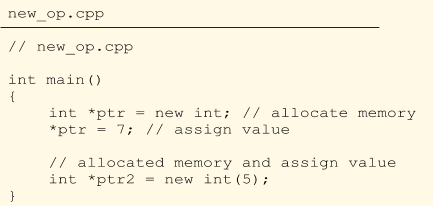 new_op.cpp
// new_op.cpp
int main()
{
int *ptr = new int; // allocate memory
*ptr = 7; // assign value
// allocated memory and assign value
int *ptr2 = new int(5);
}